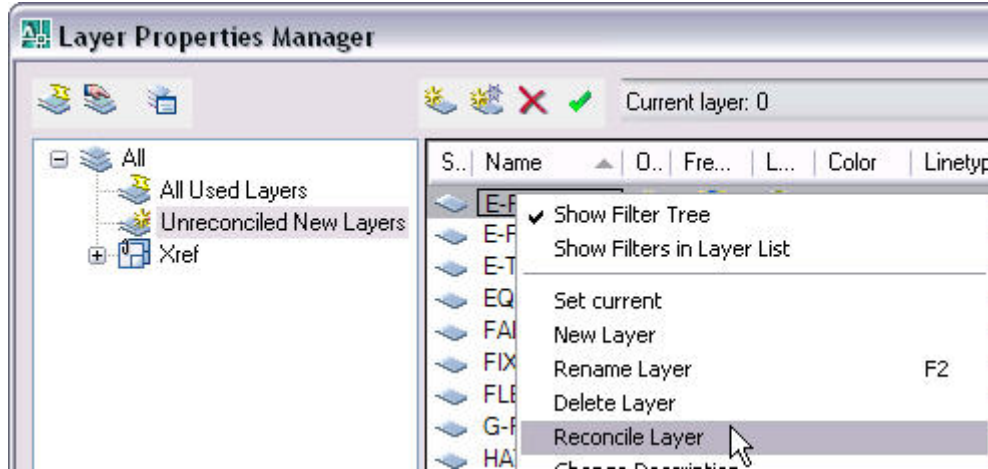 Layer Properties Manager
Current layer: 0
All
All Used Layers
Unreconciled New Layers
Xref
S.. Name O.. Fre... L... Color Linetyp
E-F
E-F
E-T
EQ
FAI
FIX
FLE
G-F
HA
Show Filter Tree
Show Filters in Layer List
Set current
New Layer
Rename Layer F2
Delete Layer
Reconcile Layer
Change Description